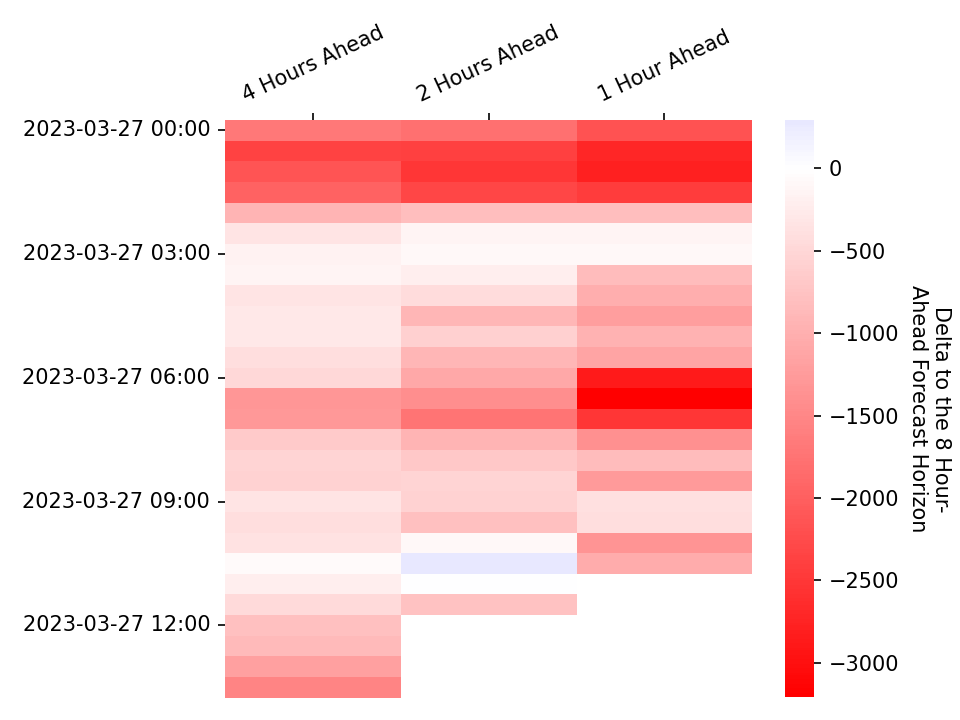 4 Hours Ahead
2 Hours Ahead
1 Hour Ahead
2023-03-27 00:00
2023-03-27 03:00
2023-03-27 06:00
2023-03-27 09:00
2023-03-27 12:00
0
−500
−1000
−1500
−2000
−2500
−3000
Delta to the 8 Hour-
Ahead Forecast Horizon